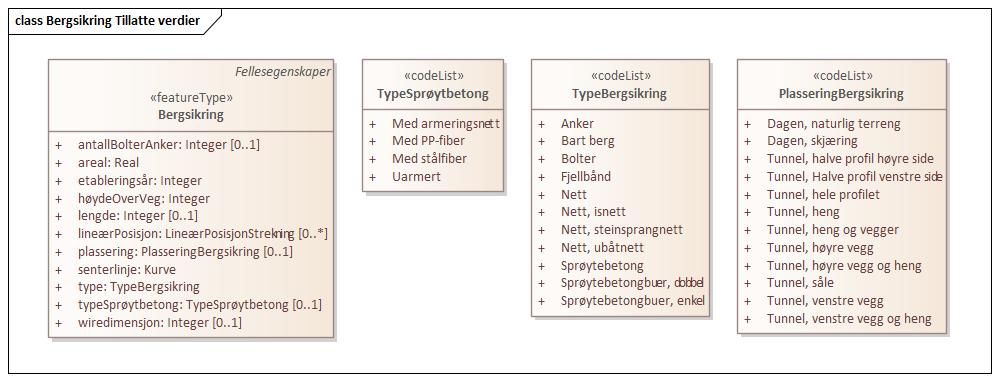 class Bergsikring Tillatte verdier
Fellesegenskaper
«featureType»
Bergsikring
+ antallBolterAnker: Integer [0..1]
+ areal: Real
+ etableringsår: Integer
+ høydeOverVeg: Integer
+ lengde: Integer [0..1]
+ lineærPosisjon: LineærPosisjonStrekning [0..*]
+ plassering: PlasseringBergsikring [0..1]
+ senterlinje: Kurve
+ type: TypeBergsikring
+ typeSprøytbetong: TypeSprøytbetong [0..1]
+ wiredimensjon: Integer [0..1]
«codeList»
TypeSprøytbetong
+ Med armeringsnett
+ Med PP-fiber
+ Med stålfiber
+ Uarmert
«codeList»
TypeBergsikring
+ Anker
+ Bart berg
+ Bolter
+ Fjellbånd
+ Nett
+ Nett, isnett
+ Nett, steinsprangnett
+ Nett, ubåtnett
+ Sprøytebetong
+ Sprøytebetongbuer, dobbel
+ Sprøytebetongbuer, enkel
«codeList»
PlasseringBergsikring
+ Dagen, naturlig terreng
+ Dagen, skjæring
+ Tunnel, halve profil høyre side
+ Tunnel, Halve profil venstre side
+ Tunnel, hele profilet
+ Tunnel, heng
+ Tunnel, heng og vegger
+ Tunnel, høyre vegg
+ Tunnel, høyre vegg og heng
+ Tunnel, såle
+ Tunnel, venstre vegg
+ Tunnel, venstre vegg og heng